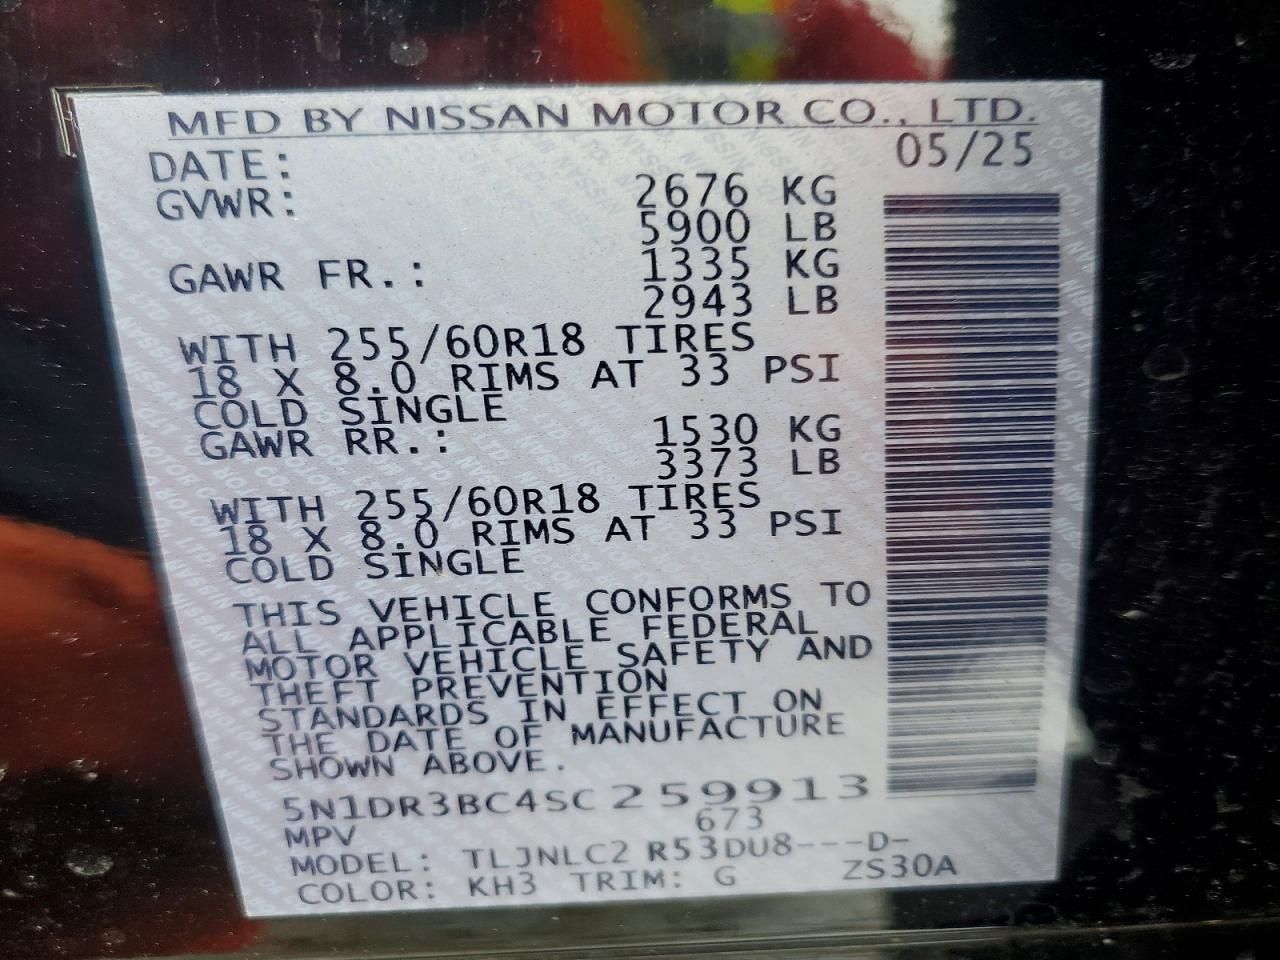 MFD BY NISSAN MOTOR CO., LTD.
DATE: 05/25
GVWR: 2676 KG
5900 LB
GAWR FR.: 1335 KG
2943 LB
WITH 255/60R18 TIRES
18 X 8.0 RIMS AT 33 PSI
COLD SINGLE
GAWR RR.: 1530 KG
3373 LB
WITH 255/60R18 TIRES
18 X 8.0 RIMS AT 33 PSI
COLD SINGLE
THIS VEHICLE CONFORMS TO
ALL APPLICABLE FEDERAL
MOTOR VEHICLE SAFETY AND
THEFT PREVENTION
STANDARDS IN EFFECT ON
THE DATE OF MANUFACTURE
SHOWN ABOVE.
5N1DR3BC4SC259913
MPV 673
MODEL: TLJNLC2 R53DU8---D-
COLOR: KH3 TRIM: G ZS30A